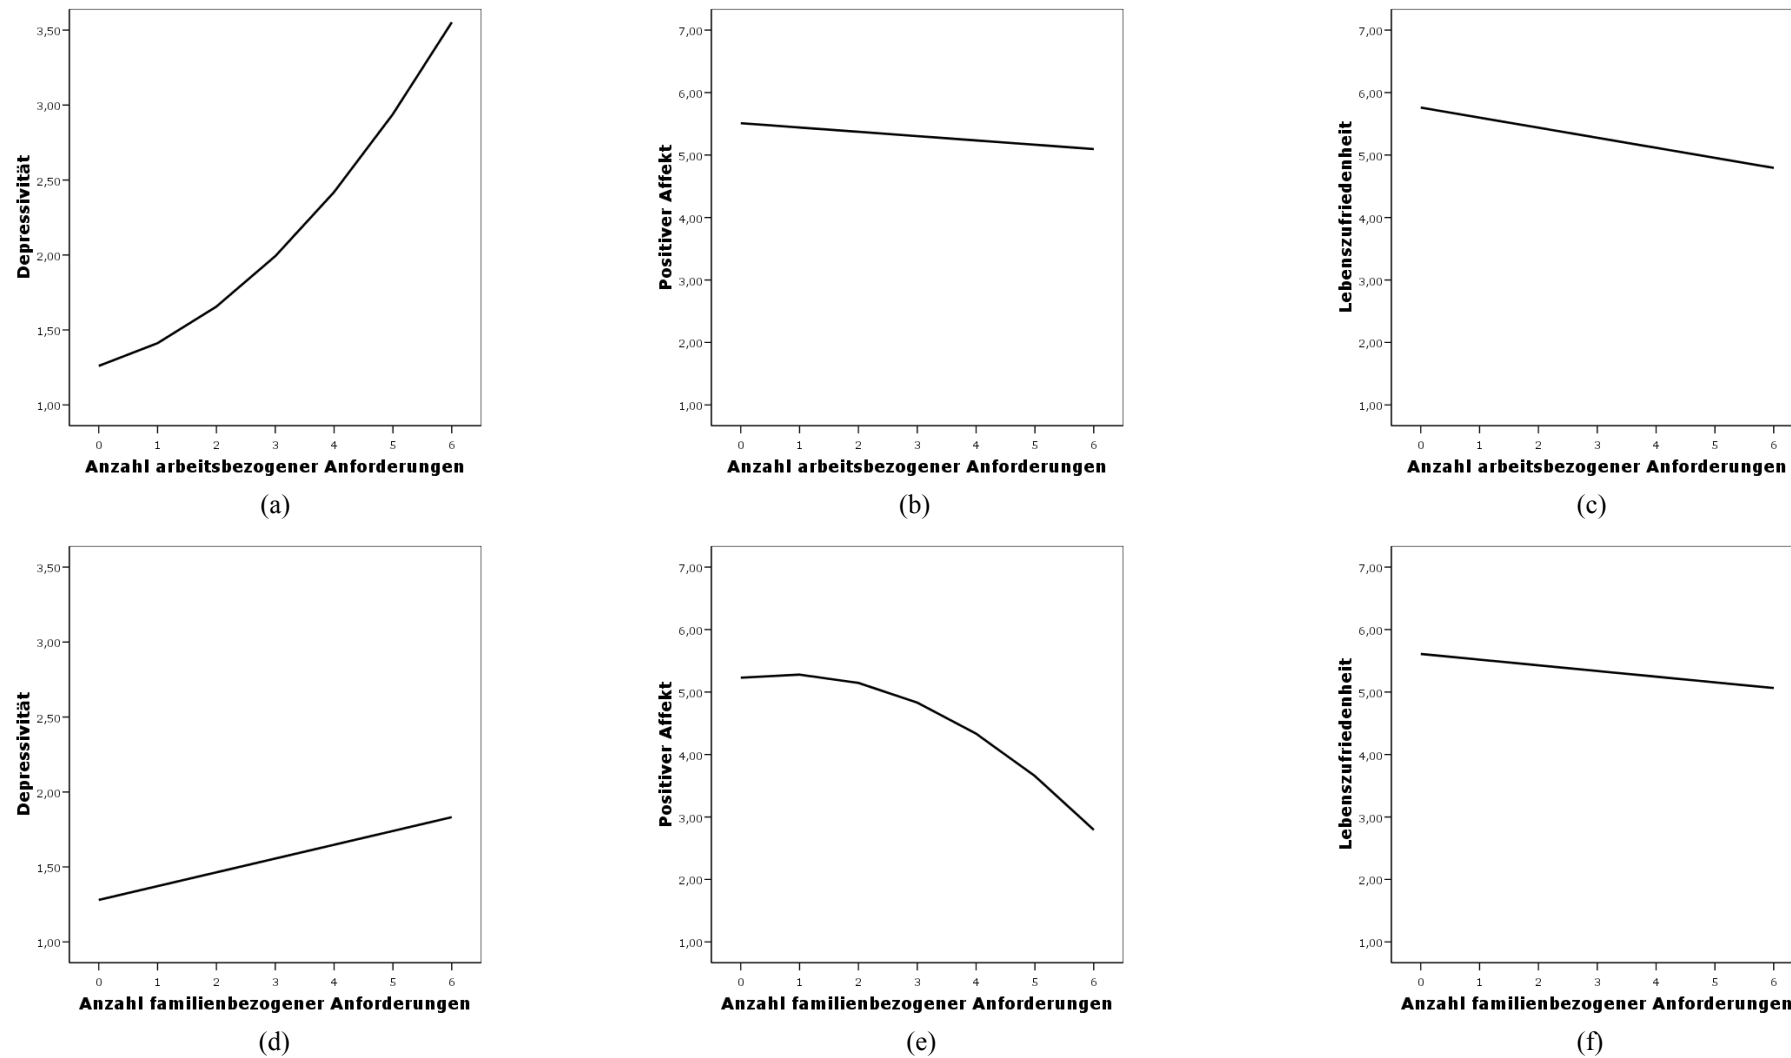 3,50
3,00
2,50
2,00
1,50
1,00
Depressivität
0 1 2 3 4 5 6
Anzahl arbeitsbezogener Anforderungen
(a)
7,00
6,00
5,00
4,00
3,00
2,00
1,00
Positiver Affekt
0 1 2 3 4 5 6
Anzahl arbeitsbezogener Anforderungen
(b)
7,00
6,00
5,00
4,00
3,00
2,00
1,00
Lebenszufriedenheit
0 1 2 3 4 5 6
Anzahl arbeitsbezogener Anforderungen
(c)
3,50
3,00
2,50
2,00
1,50
1,00
Depressivität
0 1 2 3 4 5 6
Anzahl familienbezogener Anforderungen
(d)
7,00
6,00
5,00
4,00
3,00
2,00
1,00
Positiver Affekt
0 1 2 3 4 5 6
Anzahl familienbezogener Anforderungen
(e)
7,00
6,00
5,00
4,00
3,00
2,00
1,00
Lebenszufriedenheit
0 1 2 3 4 5 6
Anzahl familienbezogener Anforderungen
(f)